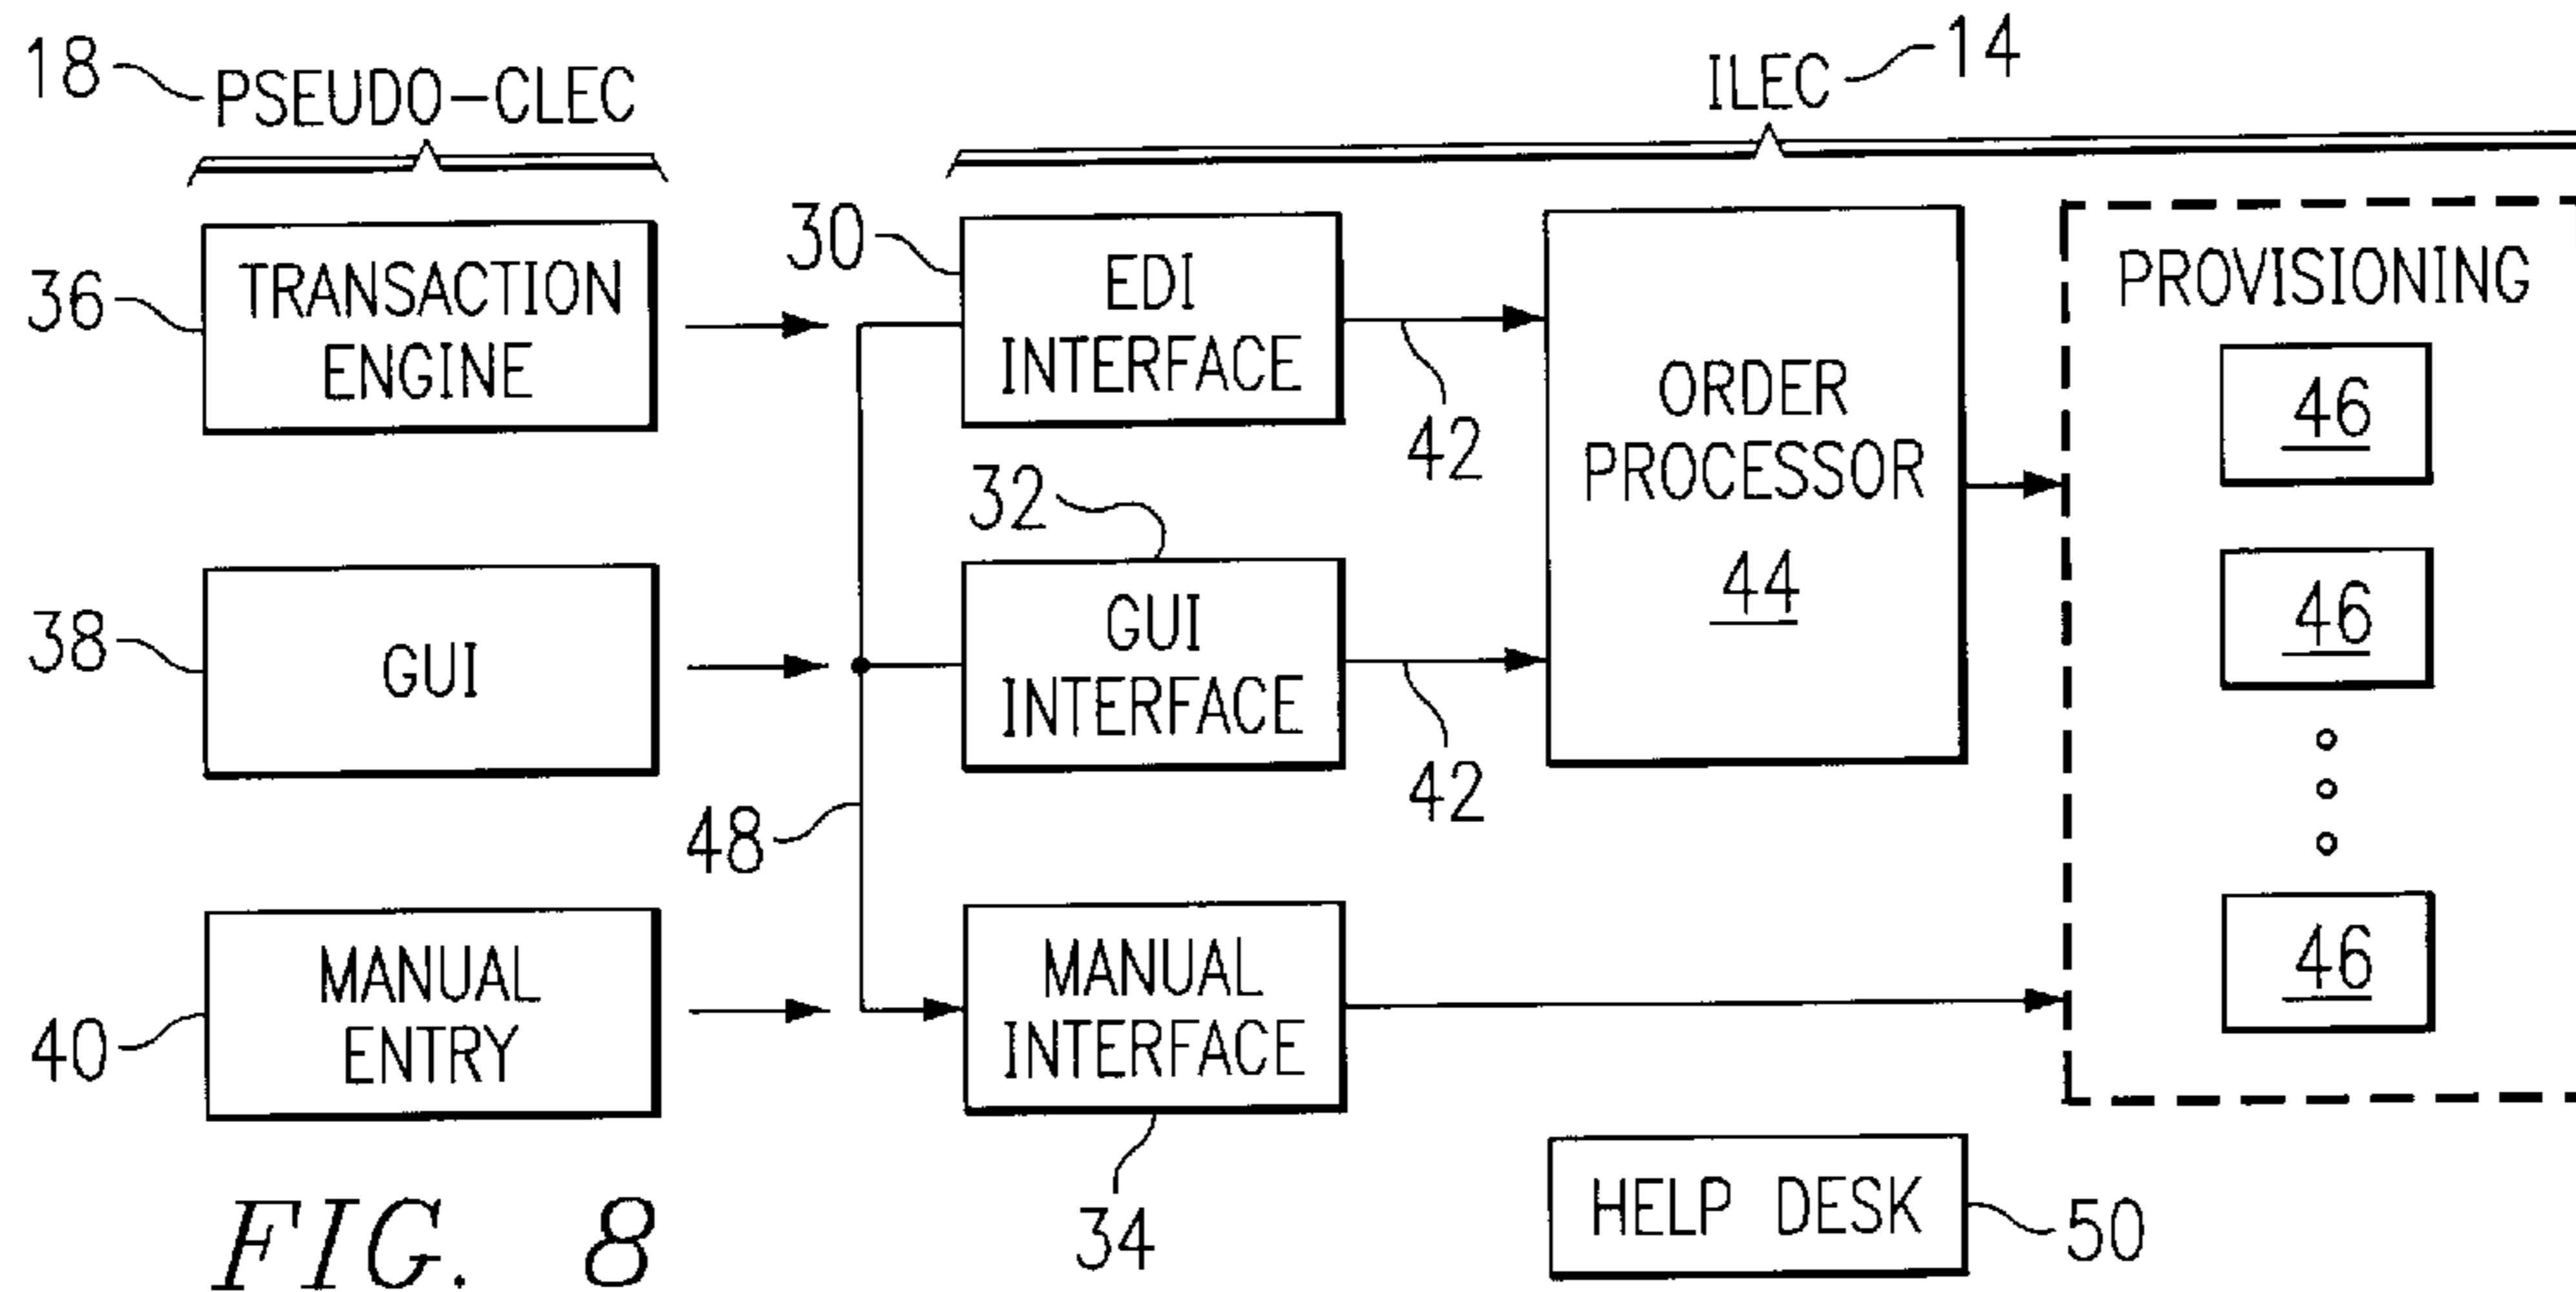 18
PSEUDO-CLEC
ILEC
14
36
TRANSACTION
ENGINE
30
EDI
INTERFACE
42
ORDER
PROCESSOR
44
PROVISIONING
46
46
46
38
GUI
32
GUI
INTERFACE
42
48
40
MANUAL
ENTRY
MANUAL
INTERFACE
34
HELP DESK
50
FIG. 8